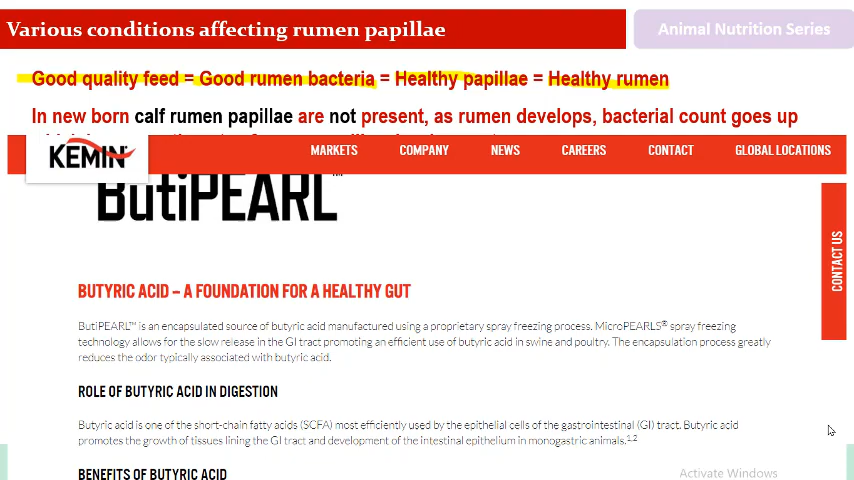 Various conditions affecting rumen papillae
Animal Nutrition Series
Good quality feed = Good rumen bacteria = Healthy papillae = Healthy rumen
In new born calf rumen papillae are not present, as rumen develops, bacterial count goes up
KEMIN
MARKETS COMPANY NEWS CAREERS CONTACT GLOBAL LOCATIONS
ButiPEARL™
CONTACT US
BUTYRIC ACID – A FOUNDATION FOR A HEALTHY GUT
ButiPEARL™ is an encapsulated source of butyric acid manufactured using a proprietary spray freezing process. MicroPEARLS® spray freezing
technology allows for the slow release in the GI tract promoting an efficient use of butyric acid in swine and poultry. The encapsulation process greatly
reduces the odor typically associated with butyric acid.
ROLE OF BUTYRIC ACID IN DIGESTION
Butyric acid is one of the short-chain fatty acids (SCFA) most efficiently used by the epithelial cells of the gastrointestinal (GI) tract. Butyric acid
promotes the growth of tissues lining the GI tract and development of the intestinal epithelium in monogastric animals.1,2
BENEFITS OF BUTYRIC ACID
Activate Windows